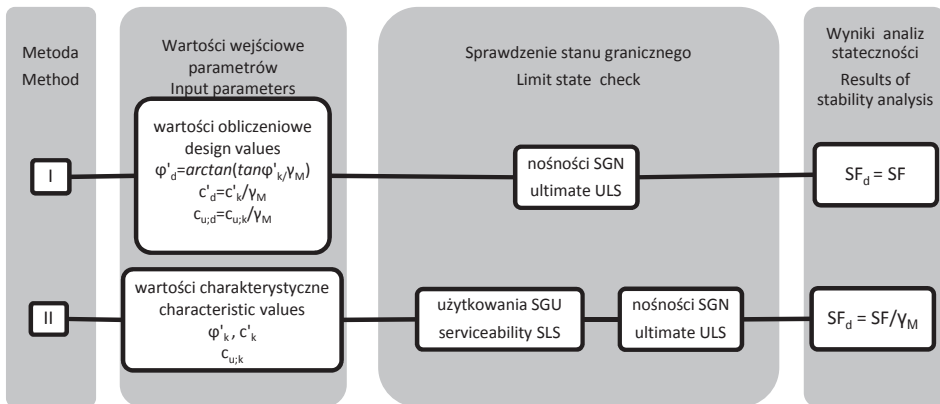 Metoda
Method
Wartości wejściowe
parametrów
Input parameters
Sprawdzenie stanu granicznego
Limit state check
Wyniki analiz
stateczności
Results of
stability analysis
I
wartości obliczeniowe
design values
φ'd=arctan(tanφ'k/γM)
c'd=c'k/γM
cu;d=cu;k/γM
nośności SGN
ultimate ULS
SFd = SF
II
wartości charakterystyczne
characteristic values
φ'k , c'k
cu;k
użytkowania SGU
serviceability SLS
nośności SGN
ultimate ULS
SFd = SF/γM